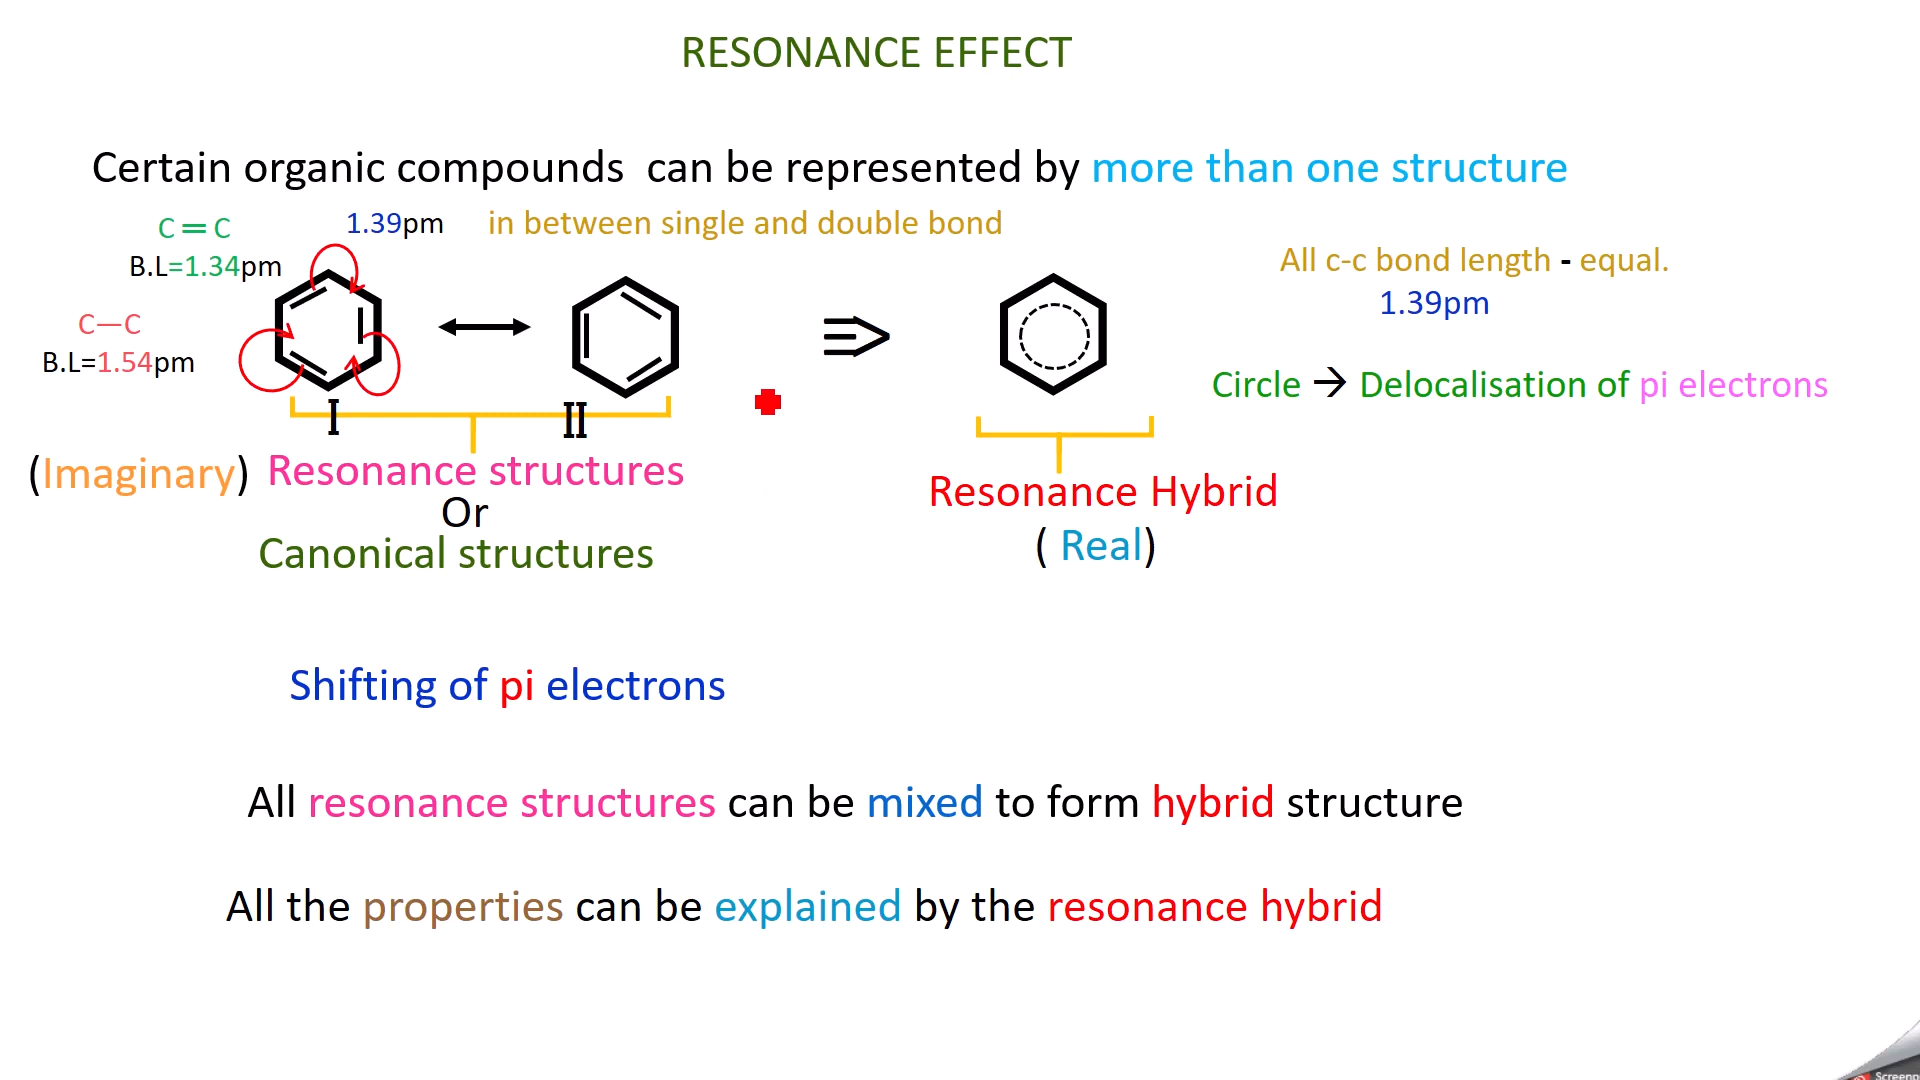 RESONANCE EFFECT
Certain organic compounds can be represented by more than one structure
C = C
B.L=1.34pm
1.39pm
in between single and double bond
All c-c bond length - equal.
1.39pm
C—C
B.L=1.54pm
Circle → Delocalisation of pi electrons
I
II
(Imaginary) Resonance structures
Or
Canonical structures
Resonance Hybrid
( Real)
Shifting of pi electrons
All resonance structures can be mixed to form hybrid structure
All the properties can be explained by the resonance hybrid